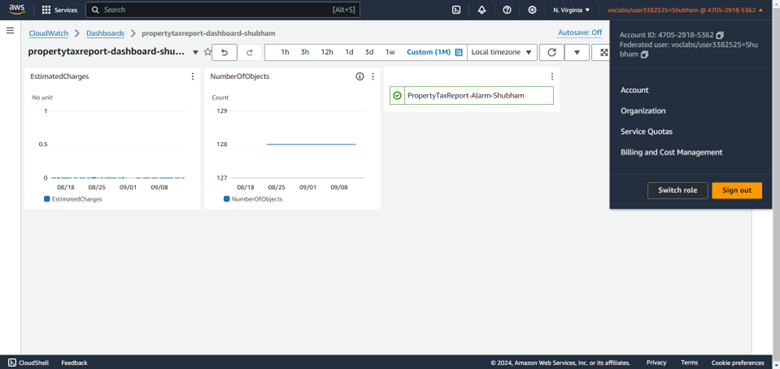 aws
Services
Search
[Alt+S]
N. Virginia
voclabs/user3382525=Shubham @ 4705-2918-5362
CloudWatch > Dashboards > propertytaxreport-dashboard-shubham
Autosave: Off
propertytaxreport-dashboard-shu...
1h 3h 12h 1d 3d 1w Custom (1M) Local timezone
Account ID: 4705-2918-5362
Federated user: voclabs/user3382525=Shu
bham
Account
Organization
Service Quotas
Billing and Cost Management
Switch role
Sign out
EstimatedCharges
No unit
1
0.5
0
08/18 08/25 09/01 09/08
EstimatedCharges
NumberOfObjects
Count
129
128
127
08/18 08/25 09/01 09/08
NumberOfObjects
PropertyTaxReport-Alarm-Shubham
CloudShell Feedback
© 2024, Amazon Web Services, Inc. or its affiliates. Privacy Terms Cookie preferences